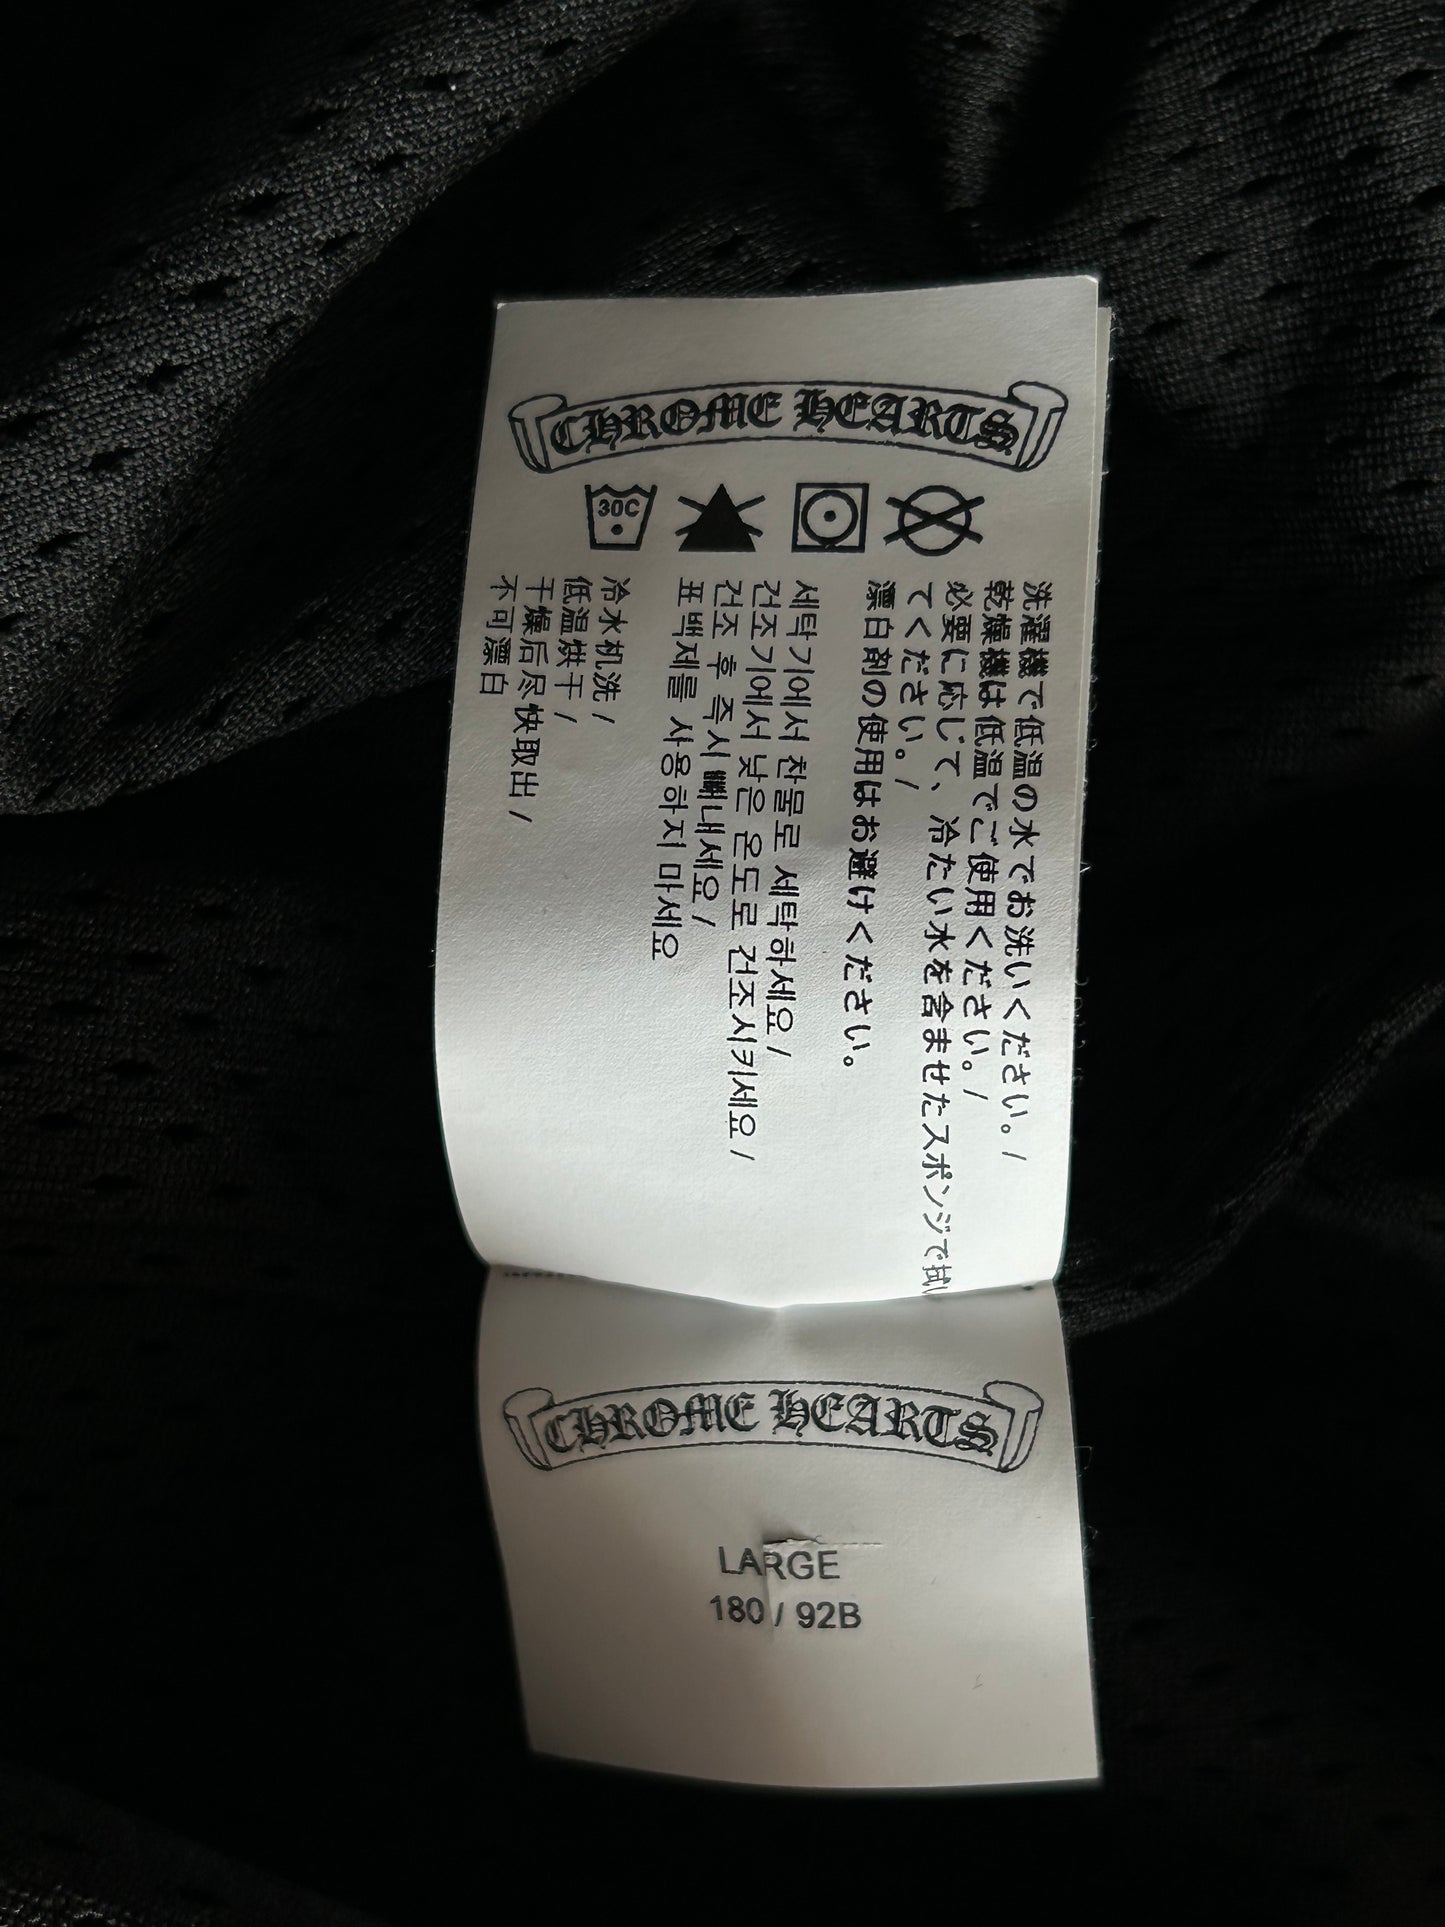 CHROME HEARTS
30C
洗濯機で低温の水でお洗いください。/
乾燥機は低温でご使用ください。/
必要に応じて、冷たい水を含ませたスポンジで拭い
てください。/
漂白剤の使用はお避けください。
세탁기에서 찬물로 세탁하세요 /
건조기에서 낮은 온도로 건조시키세요 /
건조 후 즉시 빼내세요 /
표백제를 사용하지 마세요
冷水机洗 /
低温烘干 /
干燥后尽快取出 /
不可漂白
CHROME HEARTS
LARGE
180 / 92B